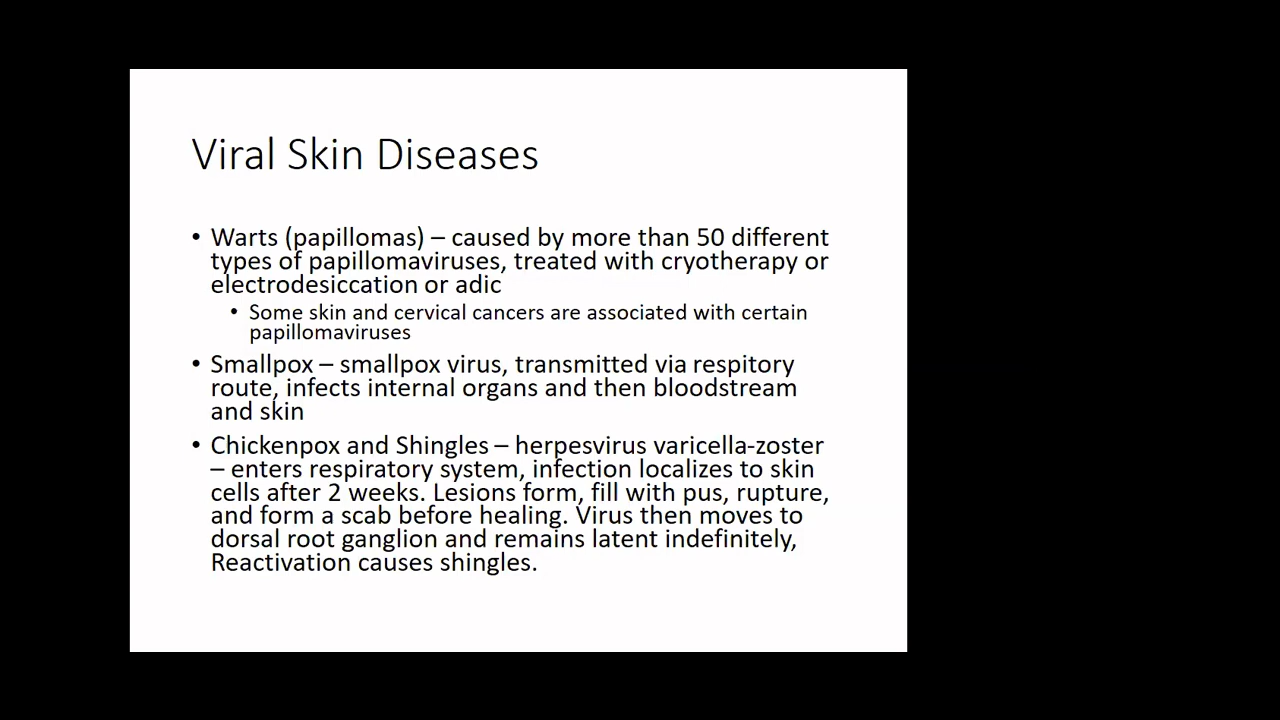 Viral Skin Diseases
• Warts (papillomas) – caused by more than 50 different
types of papillomaviruses, treated with cryotherapy or
electrodesiccation or adic
• Some skin and cervical cancers are associated with certain
papillomaviruses
• Smallpox – smallpox virus, transmitted via respitory
route, infects internal organs and then bloodstream
and skin
• Chickenpox and Shingles – herpesvirus varicella-zoster
– enters respiratory system, infection localizes to skin
cells after 2 weeks. Lesions form, fill with pus, rupture,
and form a scab before healing. Virus then moves to
dorsal root ganglion and remains latent indefinitely,
Reactivation causes shingles.